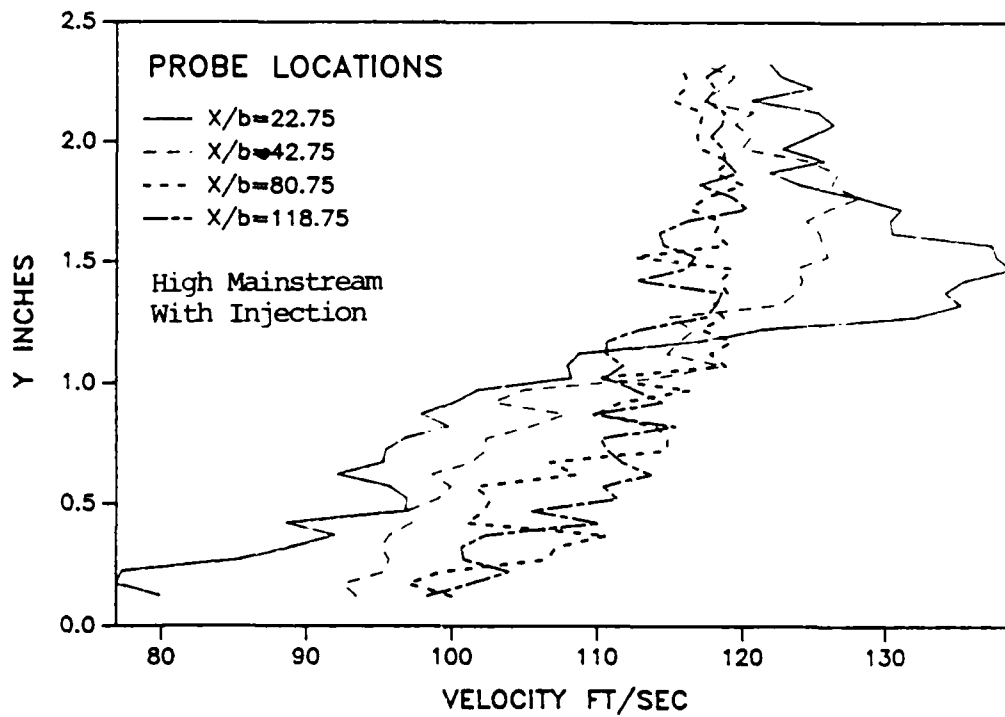 2.5
2.0
1.5
1.0
0.5
0.0
Y INCHES
PROBE LOCATIONS
X/b=22.75
X/b=42.75
X/b=80.75
X/b=118.75
High Mainstream
With Injection
80 90 100 110 120 130
VELOCITY FT/SEC